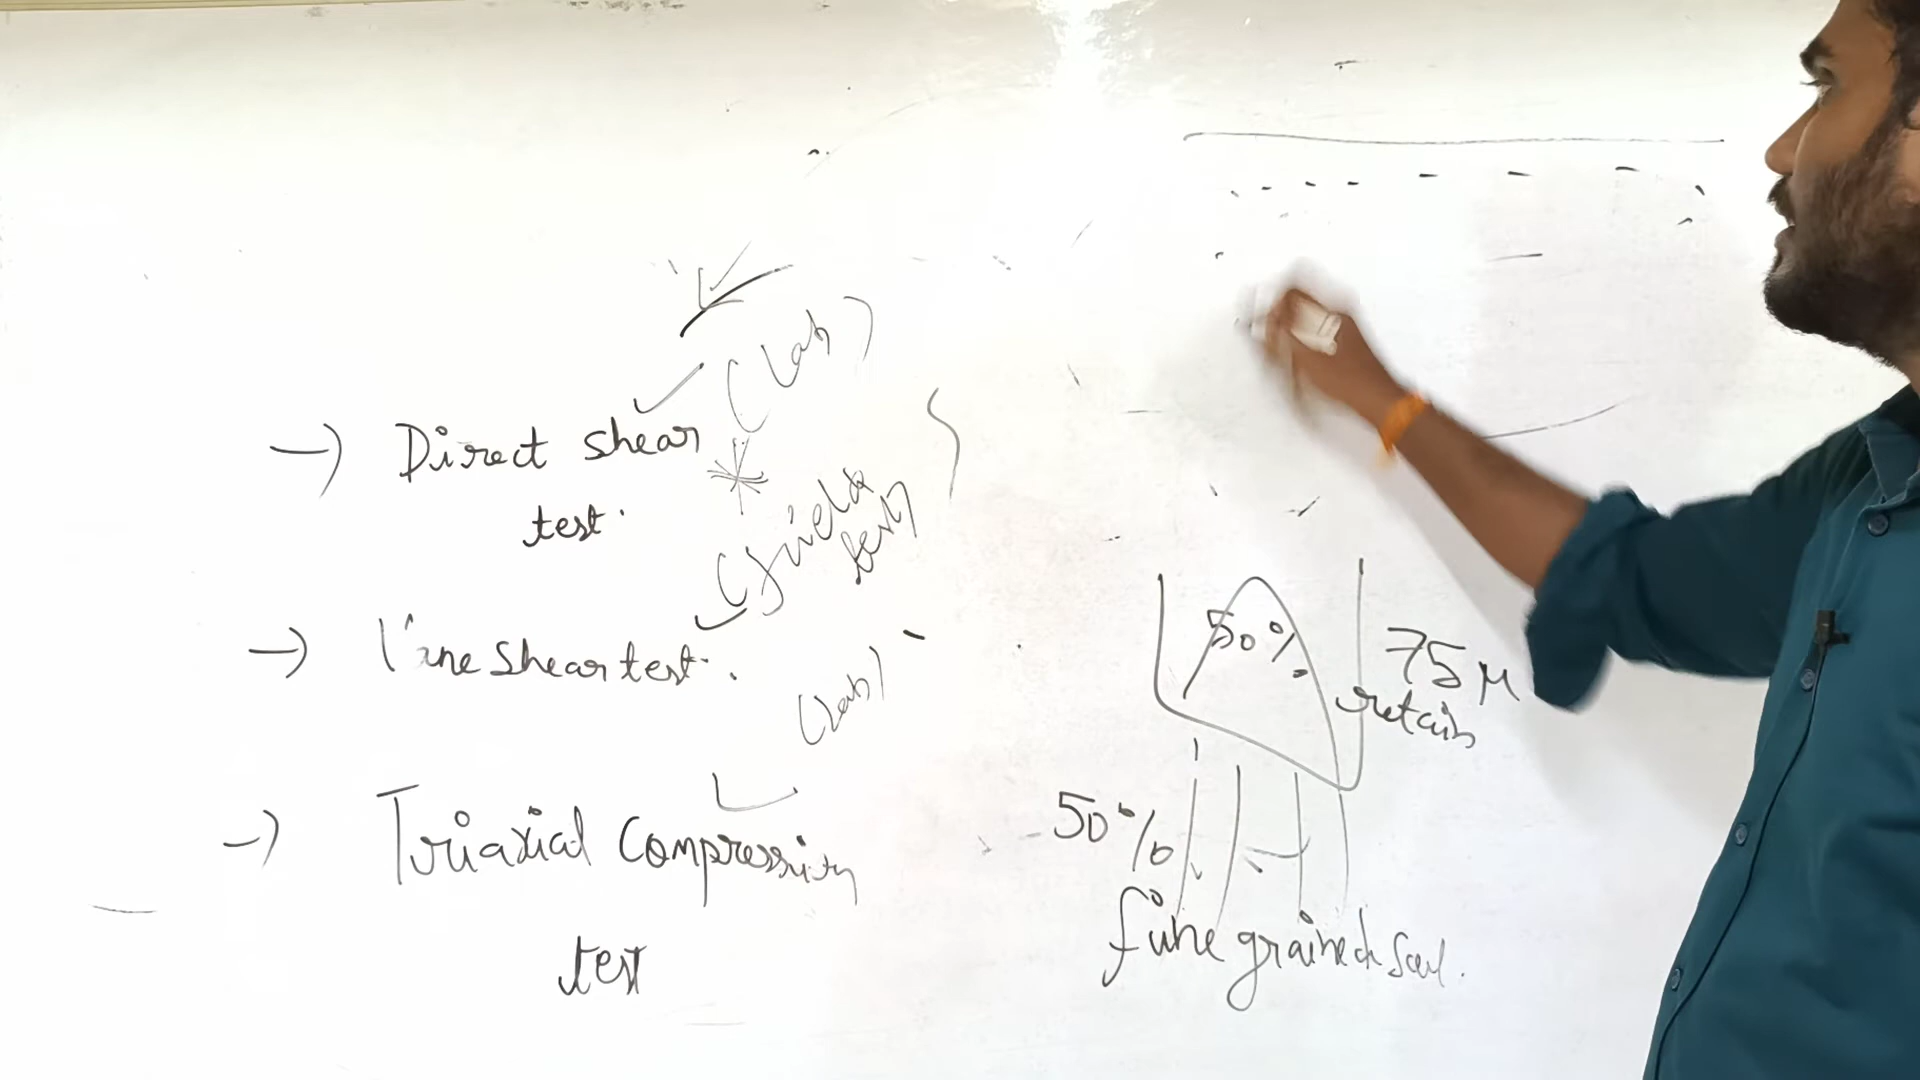 (Lab)
→ Direct shear
test.
(field
test)
→ Vane shear test.
(Lab)
→ Triaxial Compression
test
50%
75 μ
retain
50%
fine grained soil.